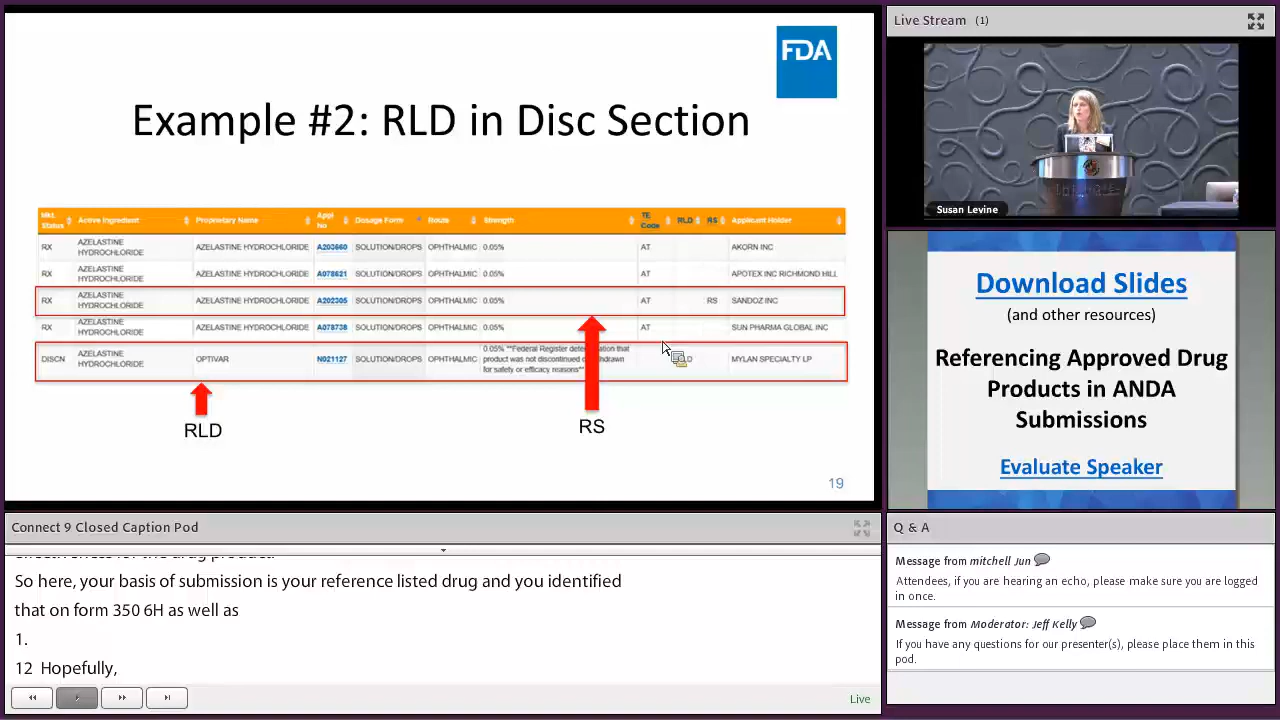 FDA
Example #2: RLD in Disc Section
Mkt. Status Active Ingredient Proprietary Name Appl No Dosage Form Route Strength TE Code RLD RS Applicant Holder
RX AZELASTINE HYDROCHLORIDE AZELASTINE HYDROCHLORIDE A203660 SOLUTION/DROPS OPHTHALMIC 0.05% AT AKORN INC
RX AZELASTINE HYDROCHLORIDE AZELASTINE HYDROCHLORIDE A078621 SOLUTION/DROPS OPHTHALMIC 0.05% AT APOTEX INC RICHMOND HILL
RX AZELASTINE HYDROCHLORIDE AZELASTINE HYDROCHLORIDE A202305 SOLUTION/DROPS OPHTHALMIC 0.05% AT RS SANDOZ INC
RX AZELASTINE HYDROCHLORIDE AZELASTINE HYDROCHLORIDE A078738 SOLUTION/DROPS OPHTHALMIC 0.05% AT SUN PHARMA GLOBAL INC
DISCN AZELASTINE HYDROCHLORIDE OPTIVAR N021127 SOLUTION/DROPS OPHTHALMIC 0.05% **Federal Register that product was not discontinued for safety or efficacy reasons** MYLAN SPECIALTY LP
RLD
RS
19
Live Stream (1)
Susan Levine
Download Slides
(and other resources)
Referencing Approved Drug
Products in ANDA
Submissions
Evaluate Speaker
Connect 9 Closed Caption Pod
So here, your basis of submission is your reference listed drug and you identified
that on form 350 6H as well as
1.
12 Hopefully,
Live
Q & A
Message from mitchell Jun
Attendees, if you are hearing an echo, please make sure you are logged
in once.
Message from Moderator: Jeff Kelly
If you have any questions for our presenter(s), please place them in this
pod.